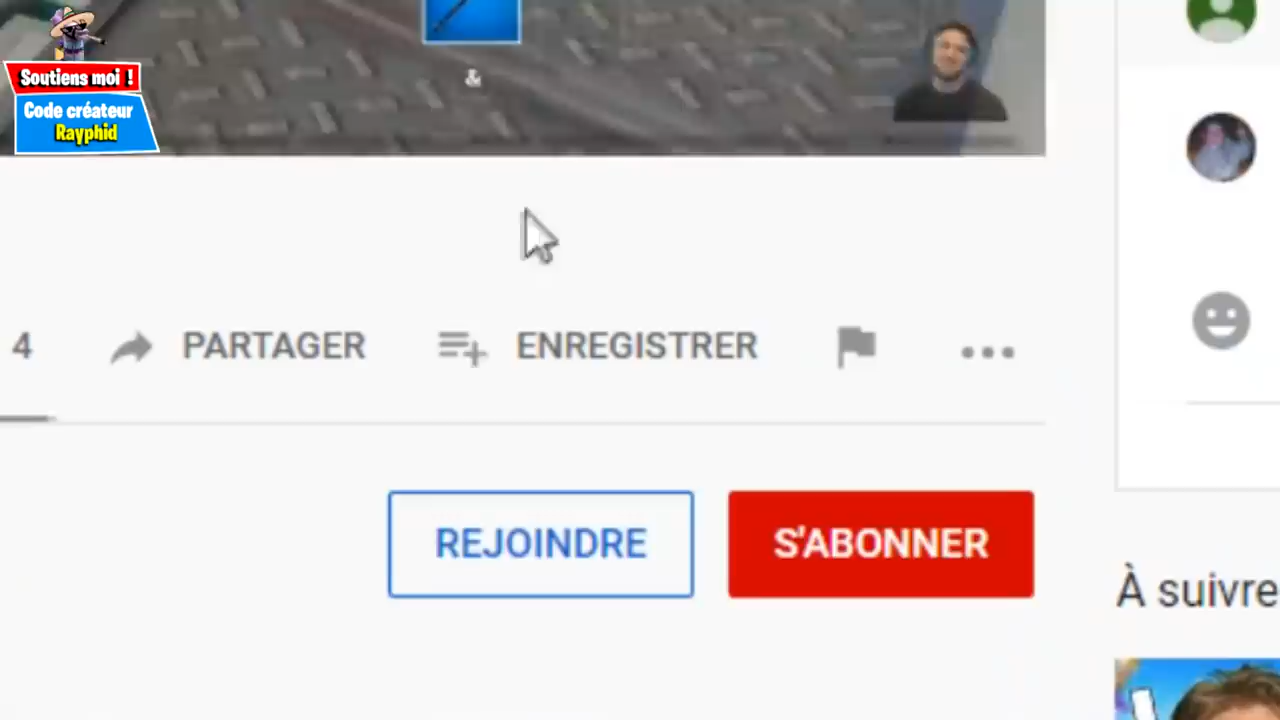 Soutiens moi !
Code créateur
Rayphid
&
4 PARTAGER ENREGISTRER
REJOINDRE S'ABONNER
À suivre